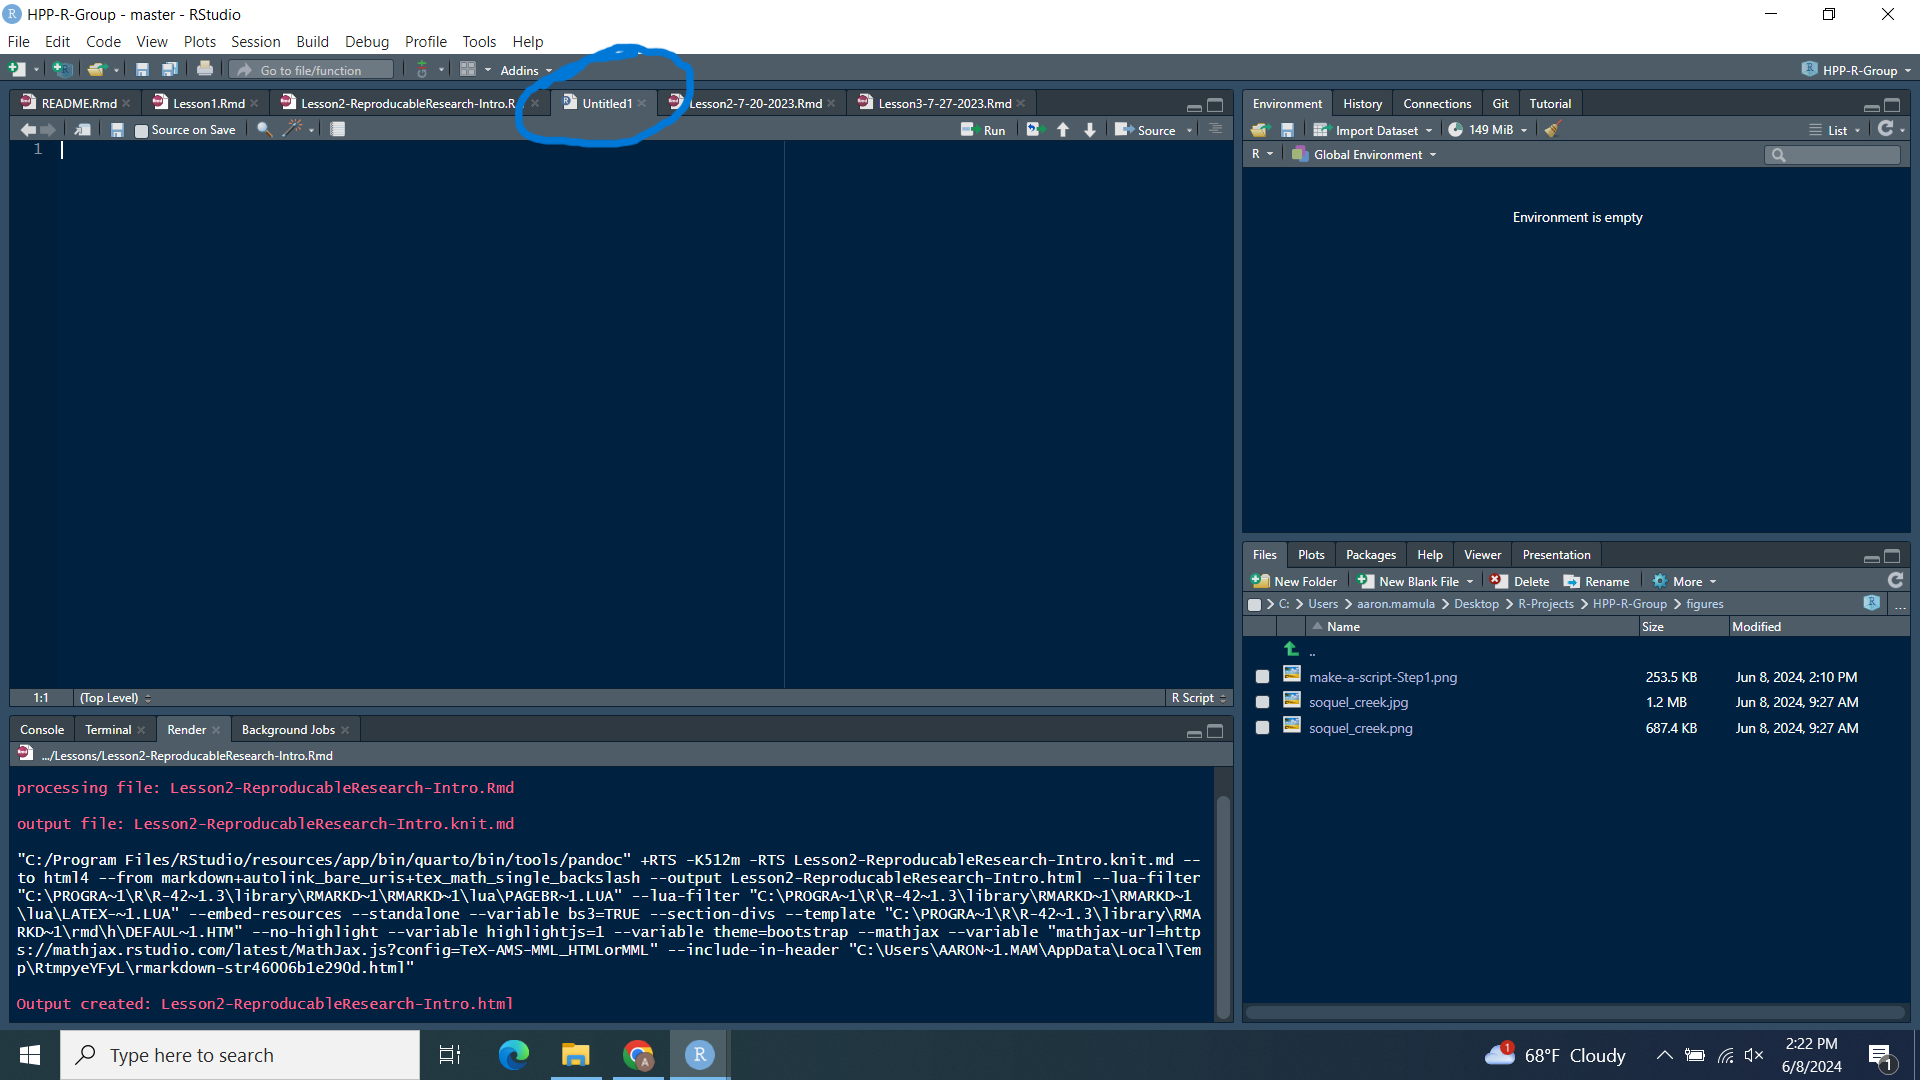 HPP-R-Group - master - RStudio
File Edit Code View Plots Session Build Debug Profile Tools Help
Go to file/function Addins HPP-R-Group
README.Rmd Lesson1.Rmd Lesson2-ReproducableResearch-Intro.R... Untitled1 Lesson2-7-20-2023.Rmd Lesson3-7-27-2023.Rmd
Source on Save Run Source
1
1:1 (Top Level) R Script
Environment History Connections Git Tutorial
Import Dataset 149 MiB List
R Global Environment
Environment is empty
Files Plots Packages Help Viewer Presentation
New Folder New Blank File Delete Rename More
C: Users aaron.mamula Desktop R-Projects HPP-R-Group figures ...
Name Size Modified
..
make-a-script-Step1.png 253.5 KB Jun 8, 2024, 2:10 PM
soquel_creek.jpg 1.2 MB Jun 8, 2024, 9:27 AM
soquel_creek.png 687.4 KB Jun 8, 2024, 9:27 AM
Console Terminal Render Background Jobs
.../Lessons/Lesson2-ReproducableResearch-Intro.Rmd
processing file: Lesson2-ReproducableResearch-Intro.Rmd
output file: Lesson2-ReproducableResearch-Intro.knit.md
"C:/Program Files/RStudio/resources/app/bin/quarto/bin/tools/pandoc" +RTS -K512m -RTS Lesson2-ReproducableResearch-Intro.knit.md --
to html4 --from markdown+autolink_bare_uris+tex_math_single_backslash --output Lesson2-ReproducableResearch-Intro.html --lua-filter
"C:\PROGRA~1\R\R-42~1.3\library\RMARKD~1\RMARKD~1\lua\PAGEBR~1.LUA" --lua-filter "C:\PROGRA~1\R\R-42~1.3\library\RMARKD~1\RMARKD~1
\lua\LATEX-~1.LUA" --embed-resources --standalone --variable bs3=TRUE --section-divs --template "C:\PROGRA~1\R\R-42~1.3\library\RMA
RKD~1\rmd\h\DEFAUL~1.HTM" --no-highlight --variable highlightjs=1 --variable theme=bootstrap --mathjax --variable "mathjax-url=http
s://mathjax.rstudio.com/latest/MathJax.js?config=TeX-AMS-MML_HTMLorMML" --include-in-header "C:\Users\AARON~1.MAM\AppData\Local\Tem
p\RtmpyeYFyL\rmarkdown-str46006b1e290d.html"
Output created: Lesson2-ReproducableResearch-Intro.html
Type here to search 1 68°F Cloudy 2:22 PM
6/8/2024 1